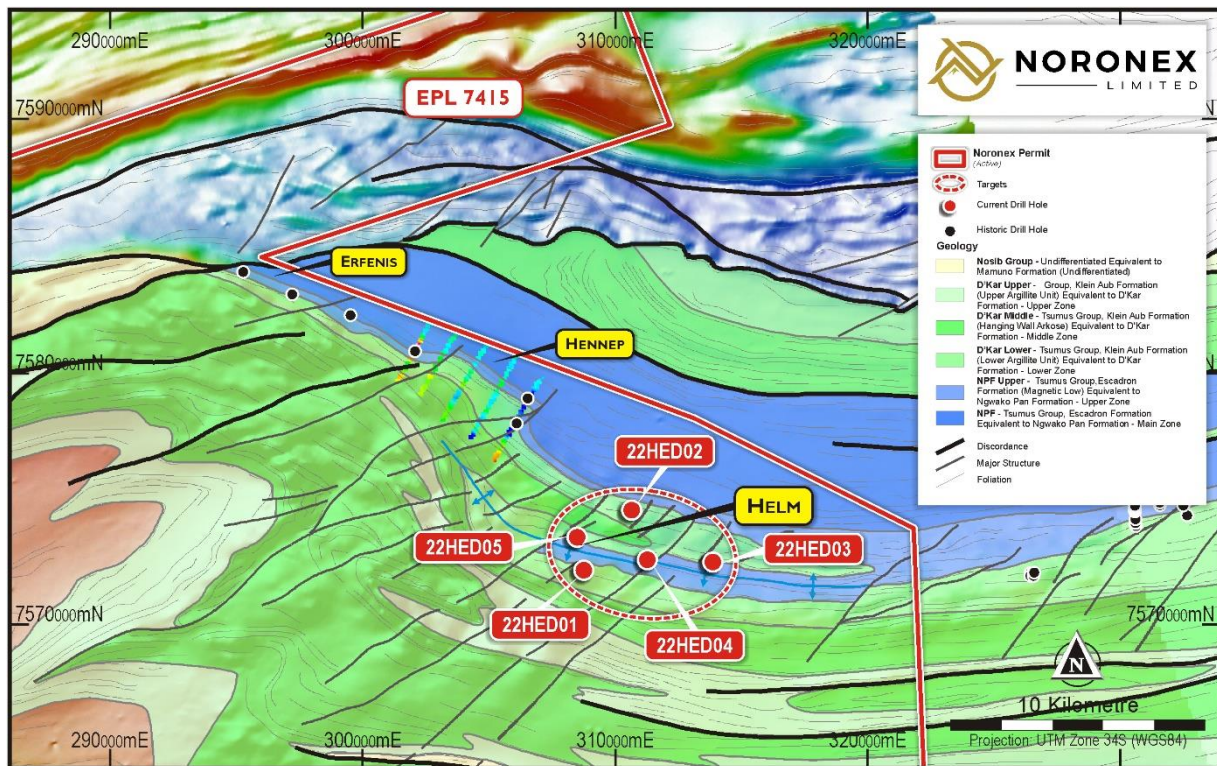 290000mE
300000mE
310000mE
320000mE
NORONEX
LIMITED
EPL 7415
7590000mN
Noronex Permit
(Active)
Targets
Current Drill Hole
Historic Drill Hole
Geology
Nosib Group - Undifferentiated Equivalent to
Mamuno Formation (Undifferentiated)
D'Kar Upper - Group, Klein Aub Formation
(Upper Argillite Unit) Equivalent to D'Kar
Formation - Upper Zone
D'Kar Middle - Tsumus Group, Klein Aub Formation
(Hanging Wall Arkose) Equivalent to D'Kar
Formation - Middle Zone
D'Kar Lower - Tsumus Group, Klein Aub Formation
(Lower Argillite Unit) Equivalent to D'Kar
Formation - Lower Zone
NPF Upper - Tsumus Group,Escadron
Formation (Magnetic Low) Equivalent to
Ngwako Pan Formation - Upper Zone
NPF - Tsumus Group, Escadron Formation
Equivalent to Ngwako Pan Formation - Main Zone
Discordance
Major Structure
Foliation
ERFENIS
7580000mN
HENNEP
22HED02
HELM
22HED05
22HED03
7570000mN
7570000mN
22HED01
22HED04
N
10 Kilometre
Projection: UTM Zone 34S (WGS84)
290000mE
300000mE
310000mE
320000mE